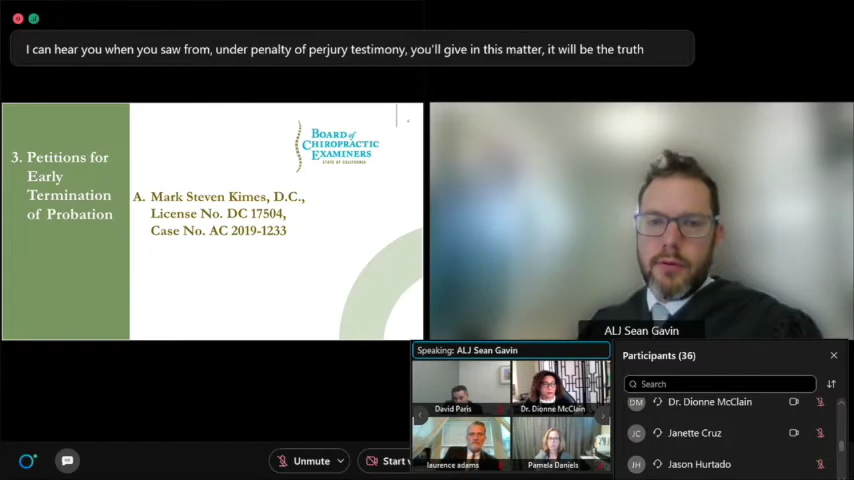 I can hear you when you saw from, under penalty of perjury testimony, you'll give in this matter, it will be the truth
3. Petitions for
Early
Termination
of Probation
BOARD of
CHIROPRACTIC
EXAMINERS
STATE OF CALIFORNIA
A. Mark Steven Kimes, D.C.,
License No. DC 17504,
Case No. AC 2019-1233
ALJ Sean Gavin
Speaking: ALJ Sean Gavin
David Paris
Dr. Dionne McClain
laurence adams
Pamela Daniels
Participants (36)
Search
DM Dr. Dionne McClain
JC Janette Cruz
JH Jason Hurtado
Unmute
Start v